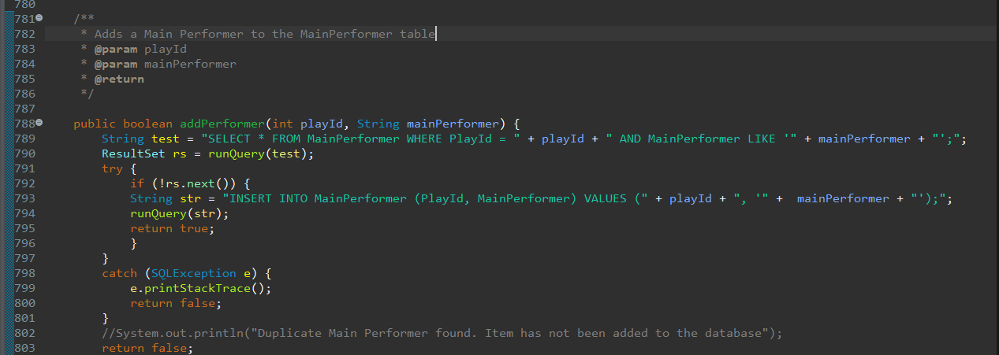 780
781 /**
782 * Adds a Main Performer to the MainPerformer table
783 * @param playId
784 * @param mainPerformer
785 * @return
786 */
787
788 public boolean addPerformer(int playId, String mainPerformer) {
789 String test = "SELECT * FROM MainPerformer WHERE PlayId = " + playId + " AND MainPerformer LIKE '" + mainPerformer + "';";
790 ResultSet rs = runQuery(test);
791 try {
792 if (!rs.next()) {
793 String str = "INSERT INTO MainPerformer (PlayId, MainPerformer) VALUES (" + playId + ", '" +  mainPerformer + "');";
794 runQuery(str);
795 return true;
796 }
797 }
798 catch (SQLException e) {
799 e.printStackTrace();
800 return false;
801 }
802 //System.out.println("Duplicate Main Performer found. Item has not been added to the database");
803 return false;